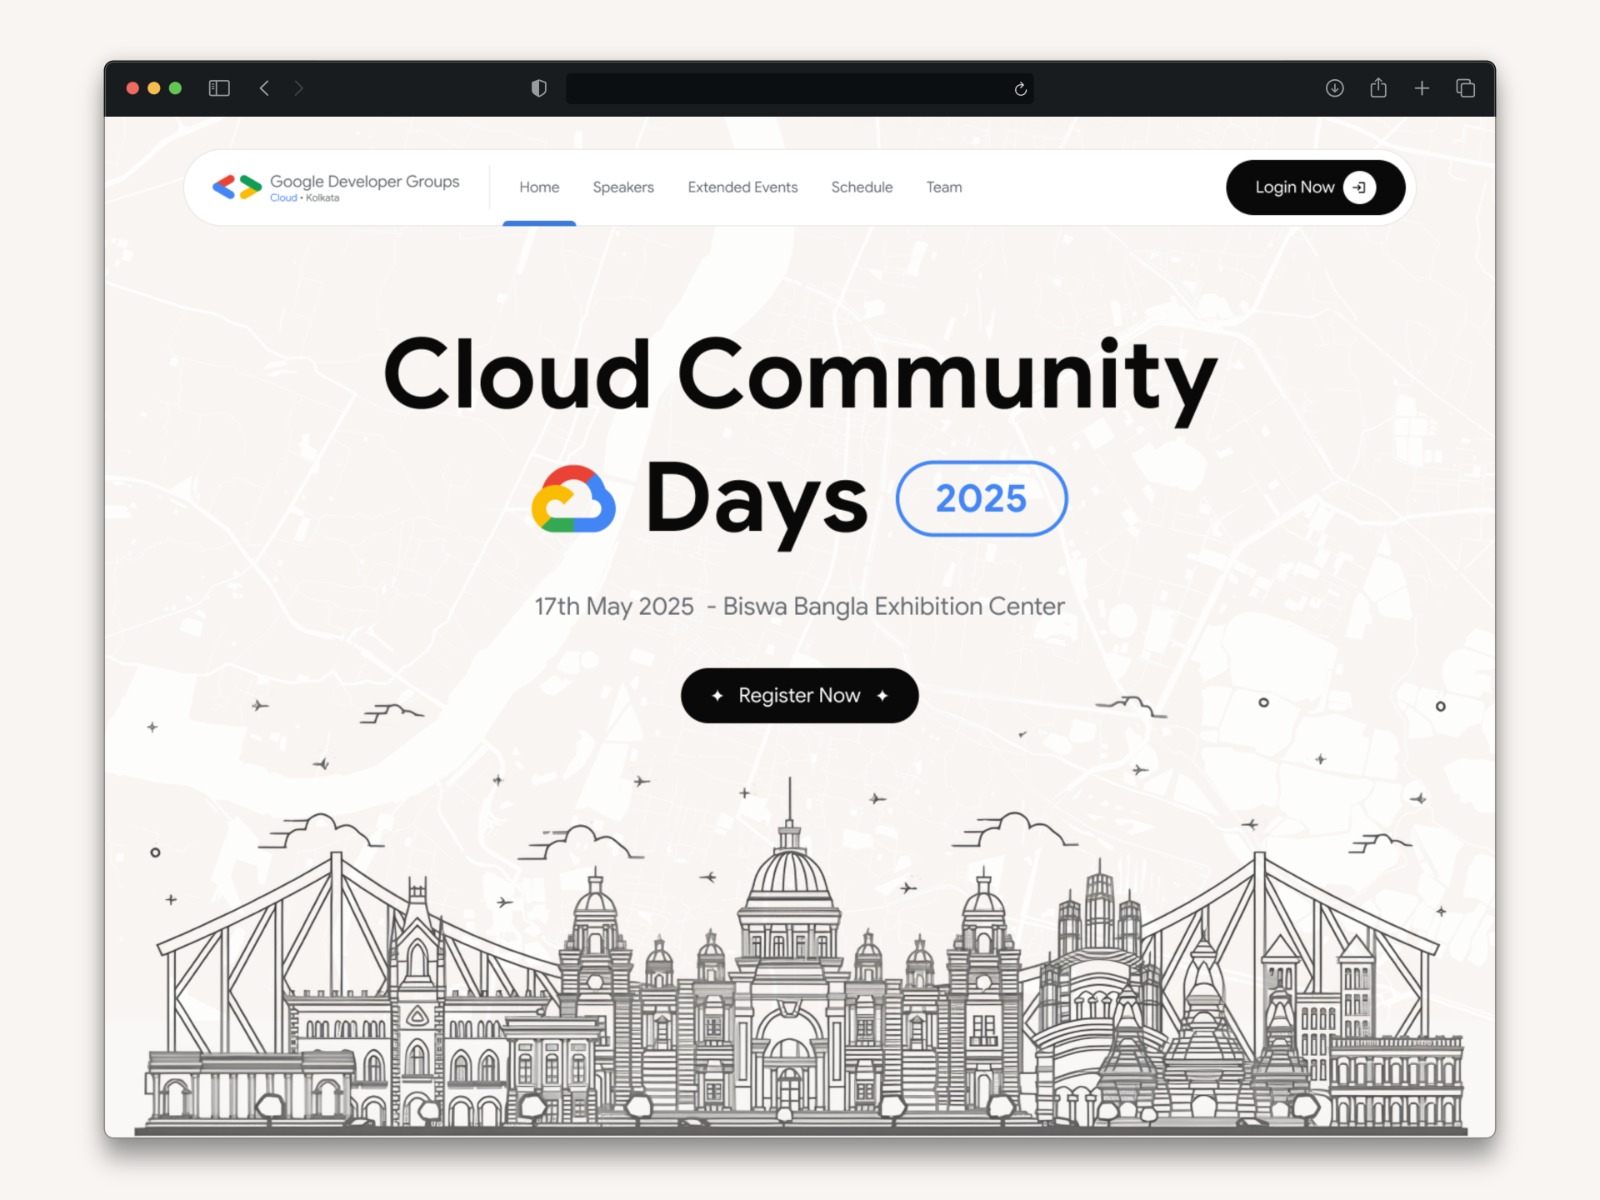 Google Developer Groups
Cloud • Kolkata
Home
Speakers
Extended Events
Schedule
Team
Login Now
Cloud Community
Days 2025
17th May 2025 - Biswa Bangla Exhibition Center
Register Now